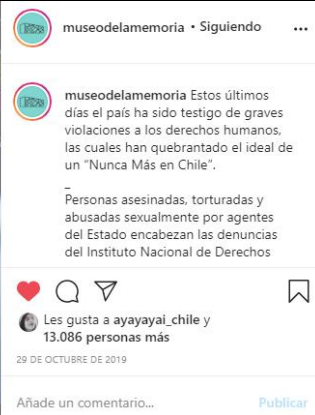 museodelamemoria • Siguiendo
museodelamemoria Estos últimos
días el país ha sido testigo de graves
violaciones a los derechos humanos,
las cuales han quebrantado el ideal de
un "Nunca Más en Chile".
_
Personas asesinadas, torturadas y
abusadas sexualmente por agentes
del Estado encabezan las denuncias
del Instituto Nacional de Derechos
Les gusta a ayayayai_chile y
13.086 personas más
29 DE OCTUBRE DE 2019
Añade un comentario... Publicar